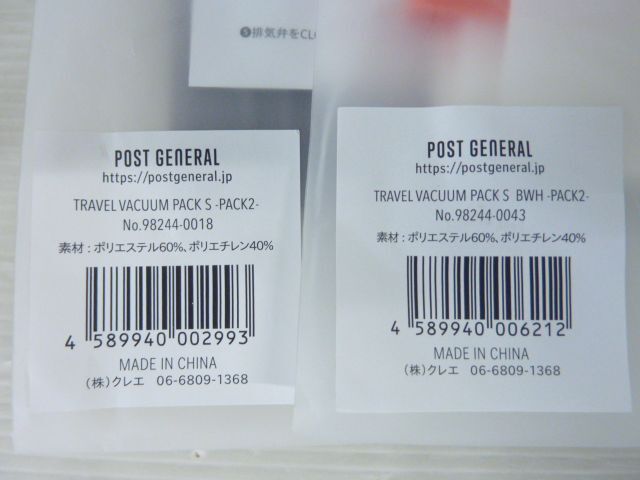 ❺排気弁をCLO
POST GENERAL
https://postgeneral.jp
TRAVEL VACUUM PACK S -PACK2-
No.98244-0018
素材 : ポリエステル60%、ポリエチレン40%
4 589940 002993
MADE IN CHINA
(株)クレエ 06-6809-1368
POST GENERAL
https://postgeneral.jp
TRAVEL VACUUM PACK S BWH -PACK2-
No.98244-0043
素材 : ポリエステル60%、ポリエチレン40%
4 589940 006212
MADE IN CHINA
(株)クレエ 06-6809-1368